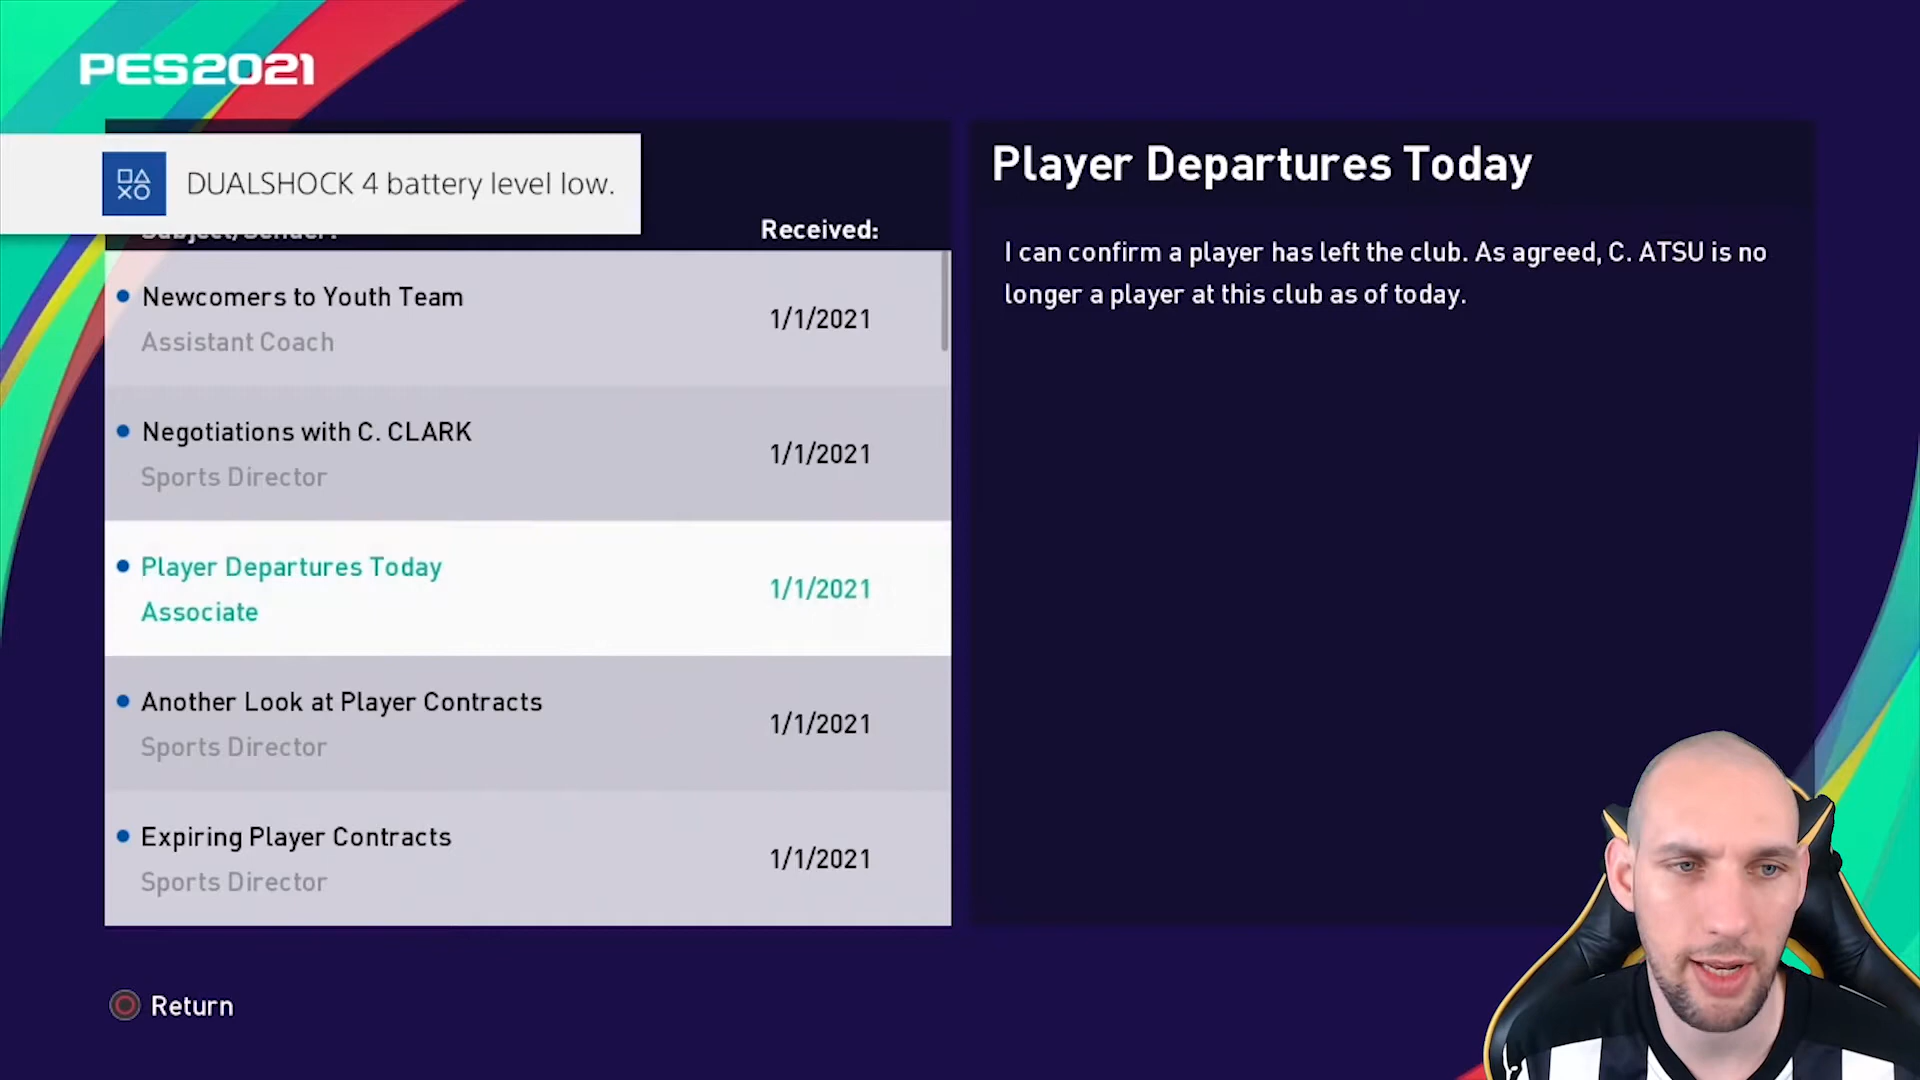 PES2021
DUALSHOCK 4 battery level low.
Received:
Newcomers to Youth Team
Assistant Coach
1/1/2021
Negotiations with C. CLARK
Sports Director
1/1/2021
Player Departures Today
Associate
1/1/2021
Another Look at Player Contracts
Sports Director
1/1/2021
Expiring Player Contracts
Sports Director
1/1/2021
Return
Player Departures Today
I can confirm a player has left the club. As agreed, C. ATSU is no
longer a player at this club as of today.